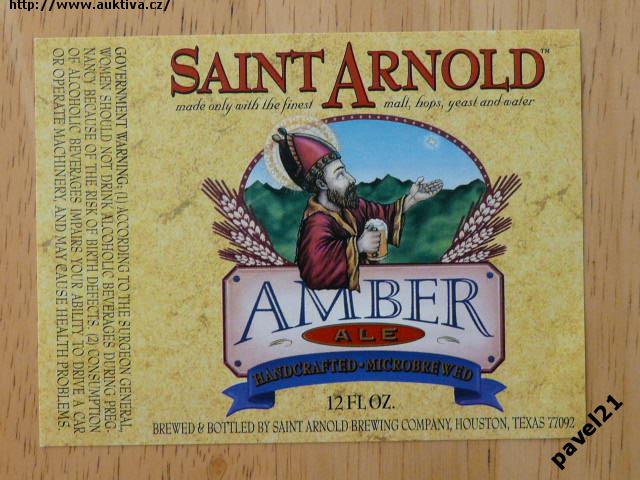 http://www.auktiva.cz/
SAINT ARNOLD™
made only with the finest malt, hops, yeast and water
AMBER
ALE
HANDCRAFTED • MICROBREWED
12 FL OZ.
BREWED & BOTTLED BY SAINT ARNOLD BREWING COMPANY, HOUSTON, TEXAS 77092
GOVERNMENT WARNING: (1) ACCORDING TO THE SURGEON GENERAL,
WOMEN SHOULD NOT DRINK ALCOHOLIC BEVERAGES DURING PREG-
NANCY BECAUSE OF THE RISK OF BIRTH DEFECTS. (2) CONSUMPTION
OF ALCOHOLIC BEVERAGES IMPAIRS YOUR ABILITY TO DRIVE A CAR
OR OPERATE MACHINERY, AND MAY CAUSE HEALTH PROBLEMS.
pavel21